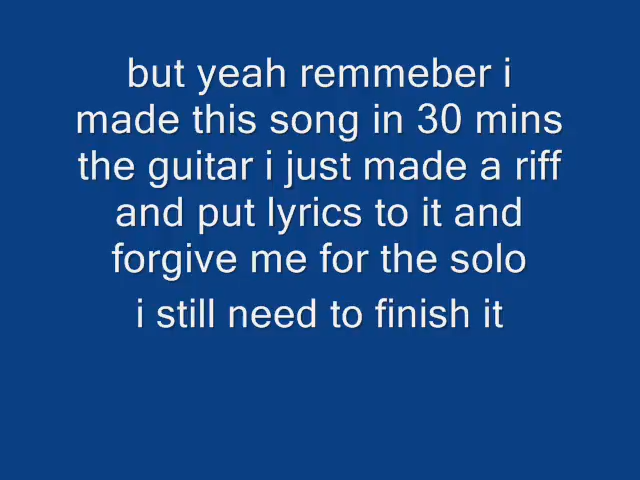 but yeah remmeber i
made this song in 30 mins
the guitar i just made a riff
and put lyrics to it and
forgive me for the solo
i still need to finish it